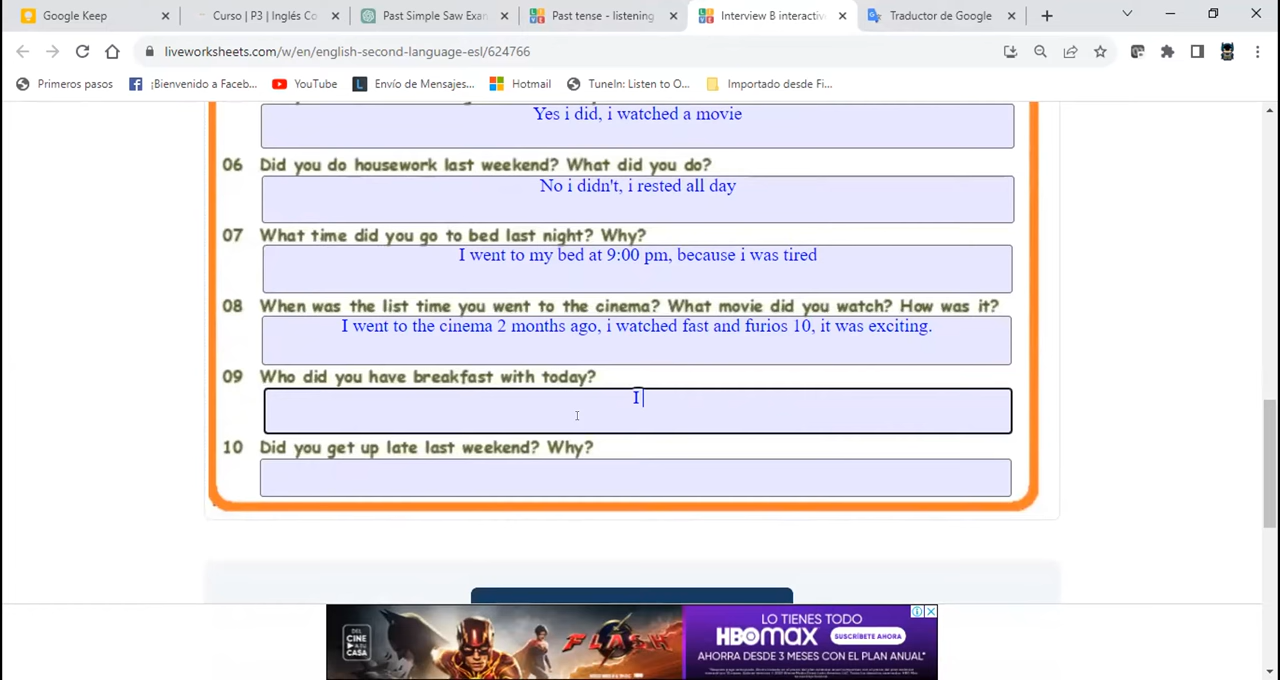 Google Keep
Curso | P3 | Inglés Co
Past Simple Saw Exan
Past tense - listening
Interview B interactiv
Traductor de Google
liveworksheets.com/w/en/english-second-language-esl/624766
Primeros pasos
¡Bienvenido a Faceb...
YouTube
Envío de Mensajes...
Hotmail
TuneIn: Listen to O...
Importado desde Fi...
Yes i did, i watched a movie
06 Did you do housework last weekend? What did you do?
No i didn't, i rested all day
07 What time did you go to bed last night? Why?
I went to my bed at 9:00 pm, because i was tired
08 When was the list time you went to the cinema? What movie did you watch? How was it?
I went to the cinema 2 months ago, i watched fast and furios 10, it was exciting.
09 Who did you have breakfast with today?
I
10 Did you get up late last weekend? Why?
FLASH
HBOMAX
LO TIENES TODO
SUSCRÍBETE AHORA
AHORRA DESDE 3 MESES CON EL PLAN ANUAL*